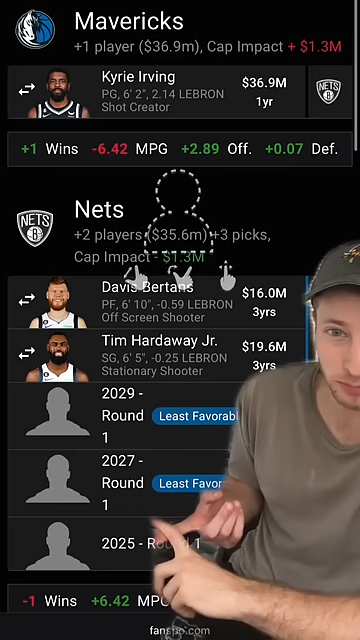 Mavericks
+1 player ($36.9m), Cap Impact + $1.3M
Kyrie Irving
PG, 6' 2", 2.14 LEBRON
Shot Creator
$36.9M
1yr
NETS
+1 Wins -6.42 MPG +2.89 Off. +0.07 Def.
NETS
Nets
+2 players ($35.6m) +3 picks,
Cap Impact - $1.3M
Davis Bertans
PF, 6' 10", -0.59 LEBRON
Off Screen Shooter
$16.0M
3yrs
Tim Hardaway Jr.
SG, 6' 5", -0.25 LEBRON
Stationary Shooter
$19.6M
3yrs
2029 -
Round
1
Least Favorabl
2027 -
Round
1
Least Favor
2025 - Round 1
-1 Wins +6.42 MPG
fanspo.com